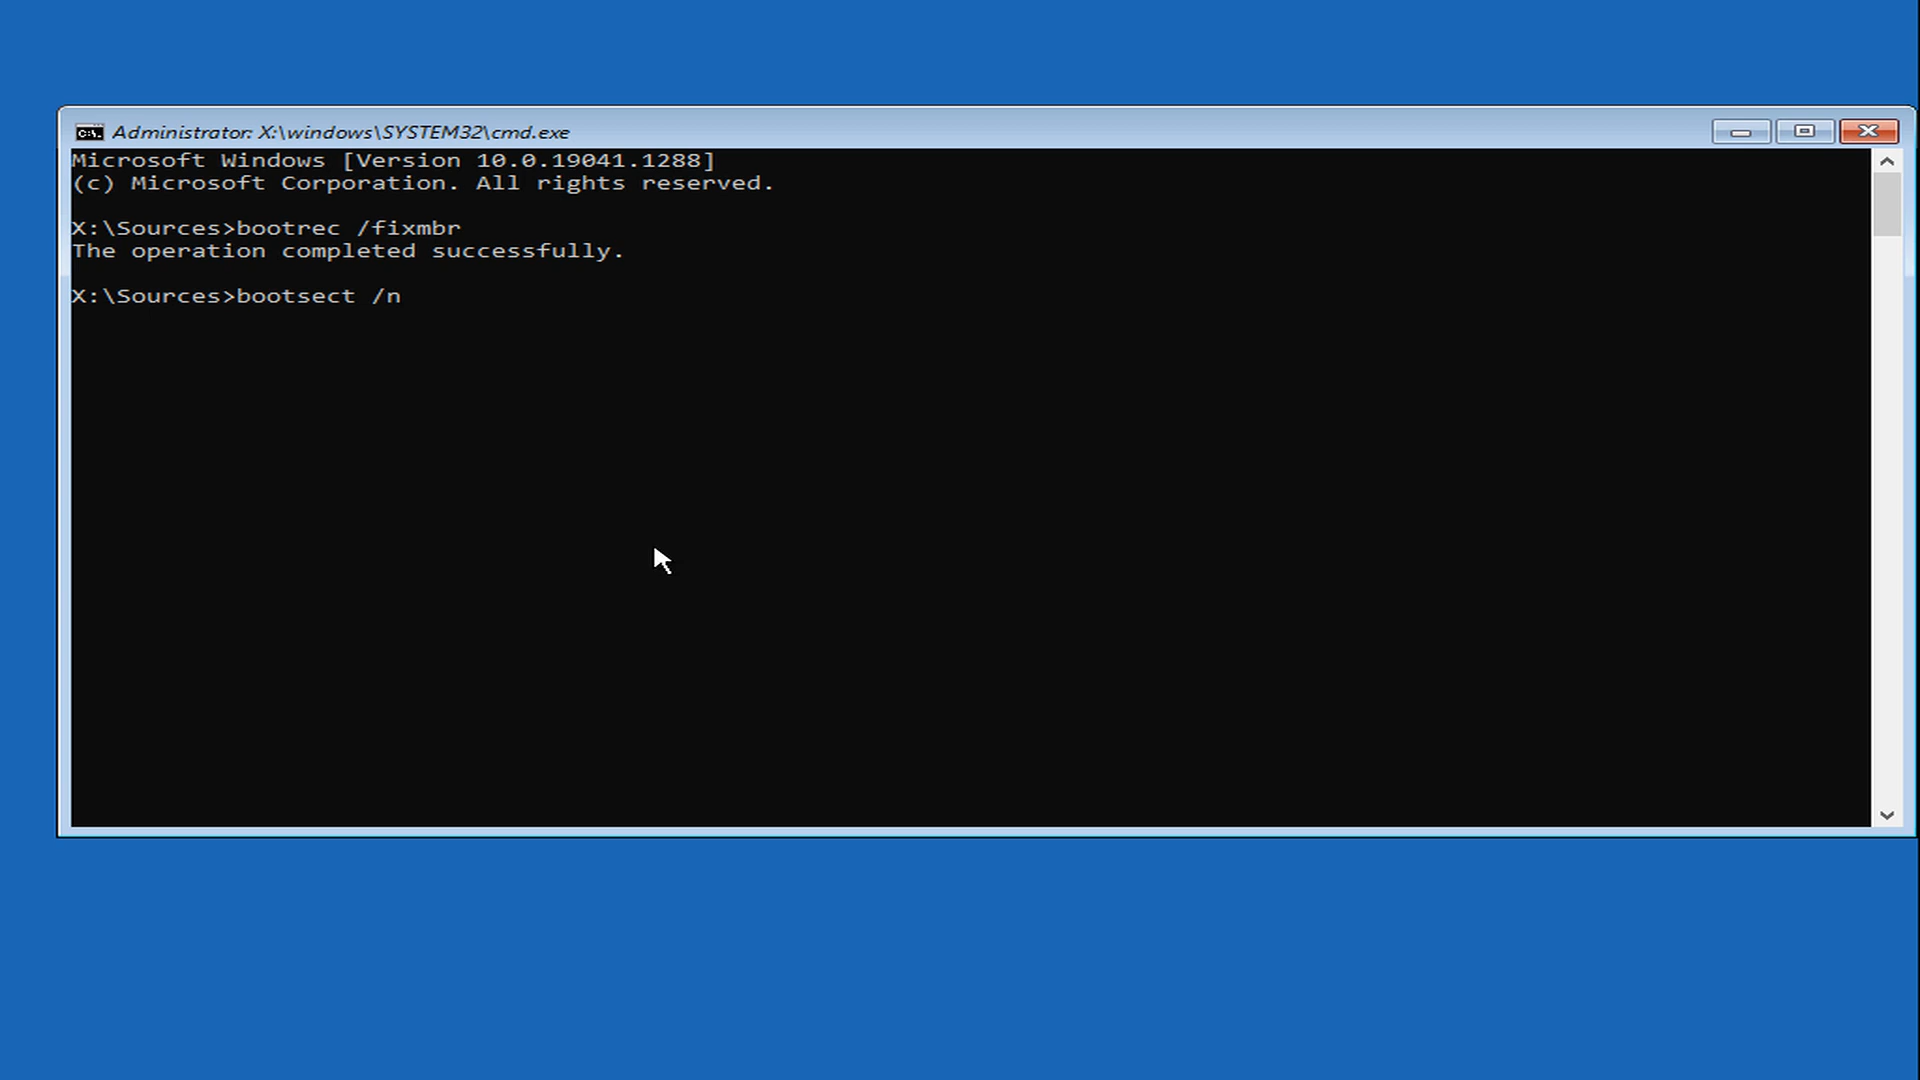 C:\.
Administrator: X:\windows\SYSTEM32\cmd.exe
Microsoft Windows [Version 10.0.19041.1288]
(c) Microsoft Corporation. All rights reserved.
X:\Sources>bootrec /fixmbr
The operation completed successfully.
X:\Sources>bootsect /n